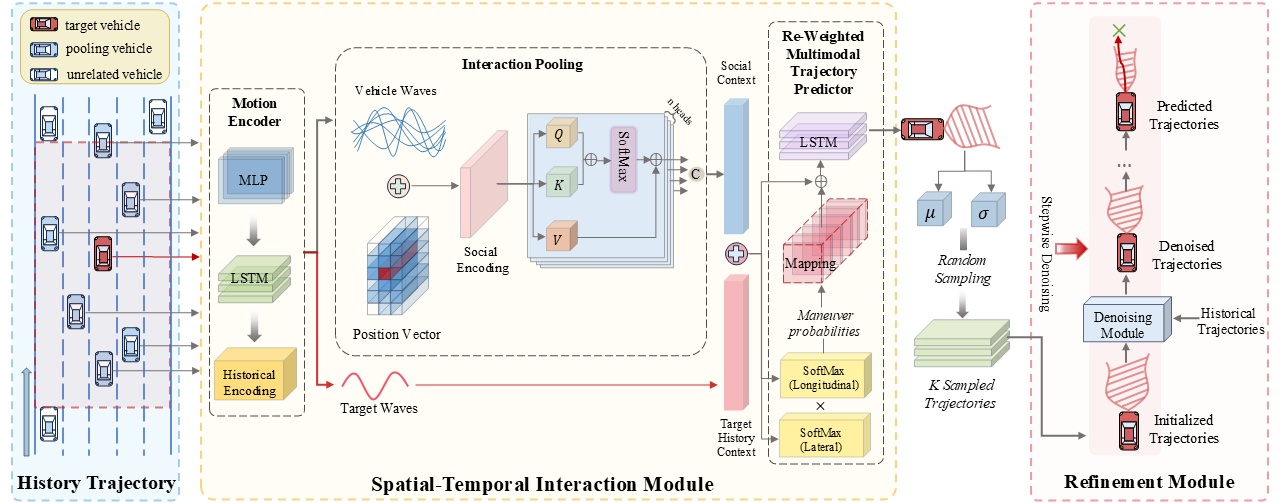 target vehicle
pooling vehicle
unrelated vehicle
History Trajectory
Motion
Encoder
MLP
LSTM
Historical
Encoding
Interaction Pooling
Vehicle Waves
Position Vector
Social
Encoding
Q
K
V
SoftMax
n heads
C
Target Waves
Social
Context
Target
History
Context
Re-Weighted
Multimodal
Trajectory
Predictor
LSTM
Mapping
Maneuver
probabilities
SoftMax
(Longitudinal)
×
SoftMax
(Lateral)
Spatial-Temporal Interaction Module
μ
σ
Random
Sampling
K Sampled
Trajectories
Stepwise Denoising
Predicted
Trajectories
...
Denoised
Trajectories
Denoising
Module
Historical
Trajectories
Initialized
Trajectories
Refinement Module